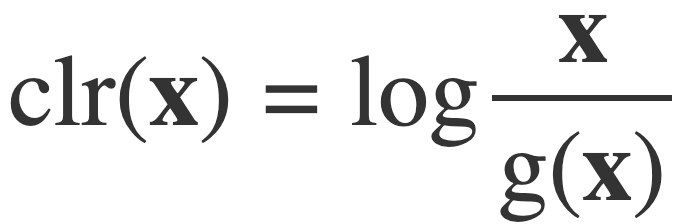 clr(𝐱) = log 𝐱/g(𝐱)